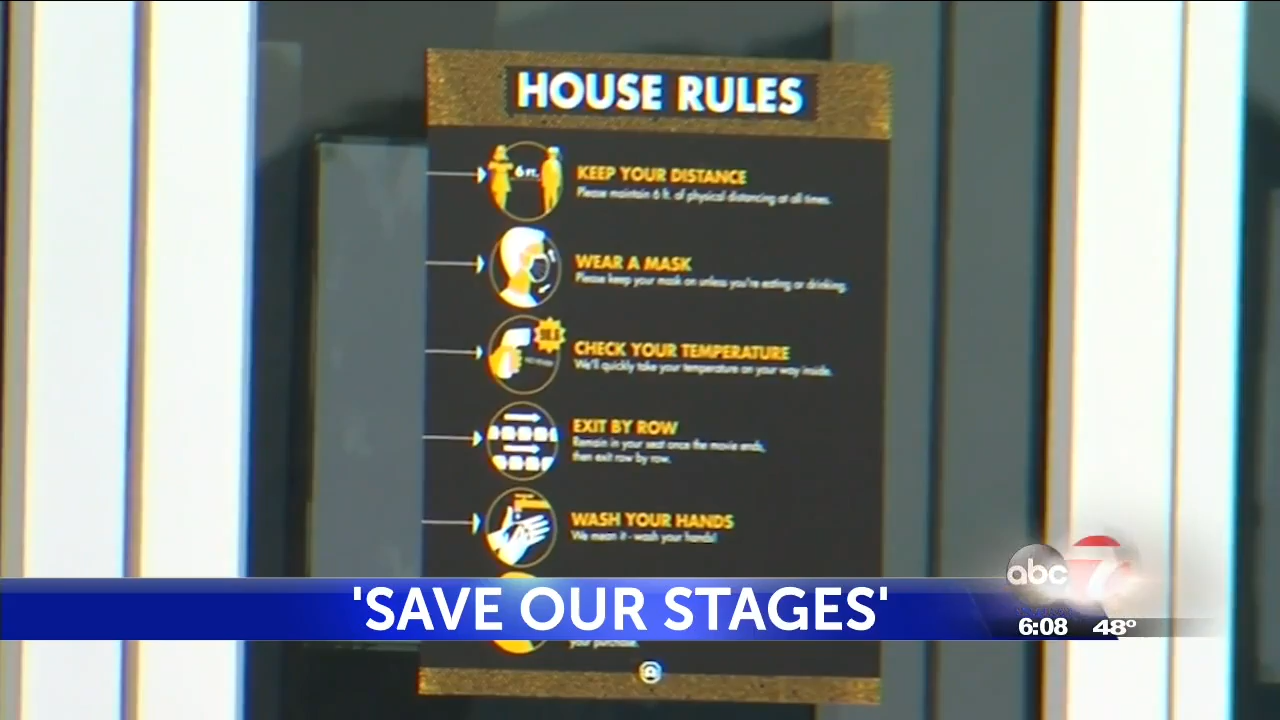 HOUSE RULES
6 FT.
KEEP YOUR DISTANCE
Please maintain 6 ft. of physical distancing at all times.
WEAR A MASK
Please keep your mask on unless you're eating or drinking.
98.6
CHECK YOUR TEMPERATURE
We'll quickly take your temperature on your way inside.
EXIT BY ROW
Remain in your seat once the movie ends,
then exit row by row.
WASH YOUR HANDS
We mean it - wash your hands!
your purchase.
'SAVE OUR STAGES'
abc 7
6:08 48°